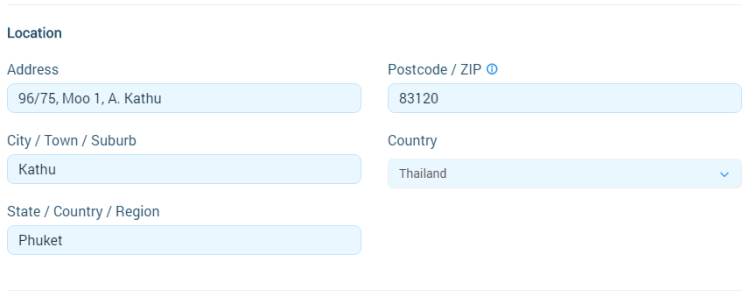 Location
Address
96/75, Moo 1, A. Kathu
Postcode / ZIP
83120
City / Town / Suburb
Kathu
Country
Thailand
State / Country / Region
Phuket